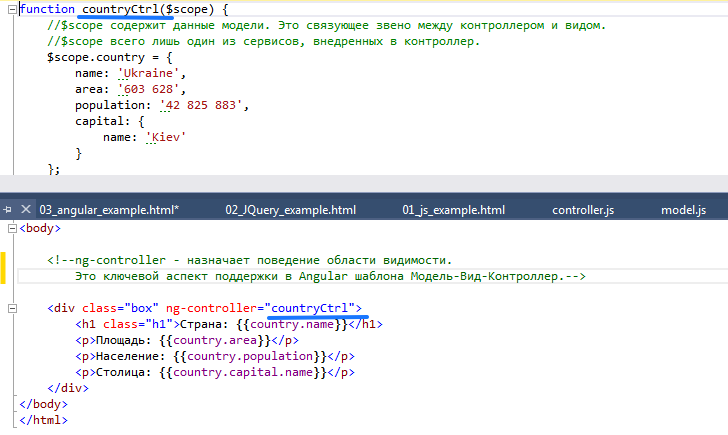 function countryCtrl($scope) {
//$scope содержит данные модели. Это связующее звено между контроллером и видом.
//$scope всего лишь один из сервисов, внедренных в контроллер.
$scope.country = {
name: 'Ukraine',
area: '603 628',
population: '42 825 883',
capital: {
name: 'Kiev'
}
};
03_angular_example.html* 02_JQuery_example.html 01_js_example.html controller.js model.js
<body>
<!--ng-controller - назначает поведение области видимости.
Это ключевой аспект поддержки в Angular шаблона Модель-Вид-Контроллер.-->
<div class="box" ng-controller="countryCtrl">
<h1 class="h1">Страна: {{country.name}}</h1>
<p>Площадь: {{country.area}}</p>
<p>Население: {{country.population}}</p>
<p>Столица: {{country.capital.name}}</p>
</div>
</body>
</html>